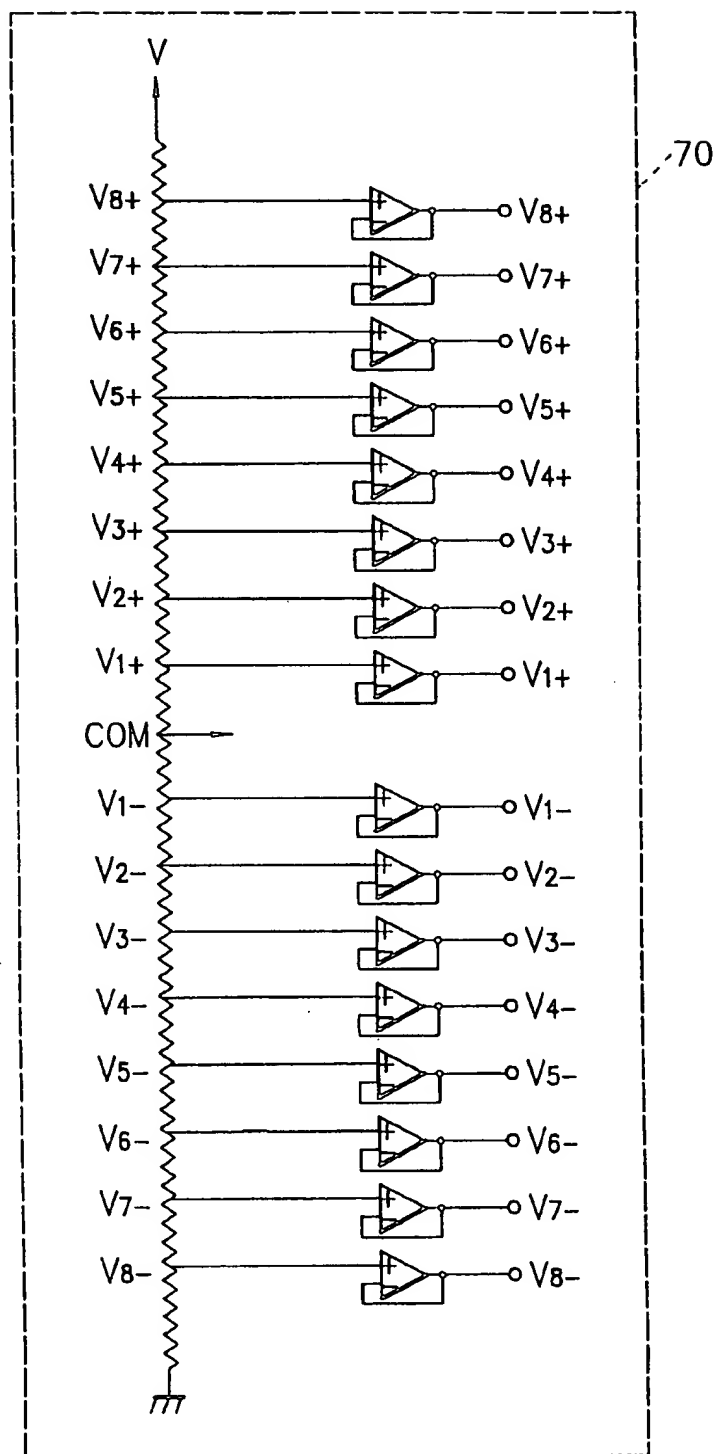 V
70
V8+ V8+
V7+ V7+
V6+ V6+
V5+ V5+
V4+ V4+
V3+ V3+
V2+ V2+
V1+ V1+
COM
V1- V1-
V2- V2-
V3- V3-
V4- V4-
V5- V5-
V6- V6-
V7- V7-
V8- V8-